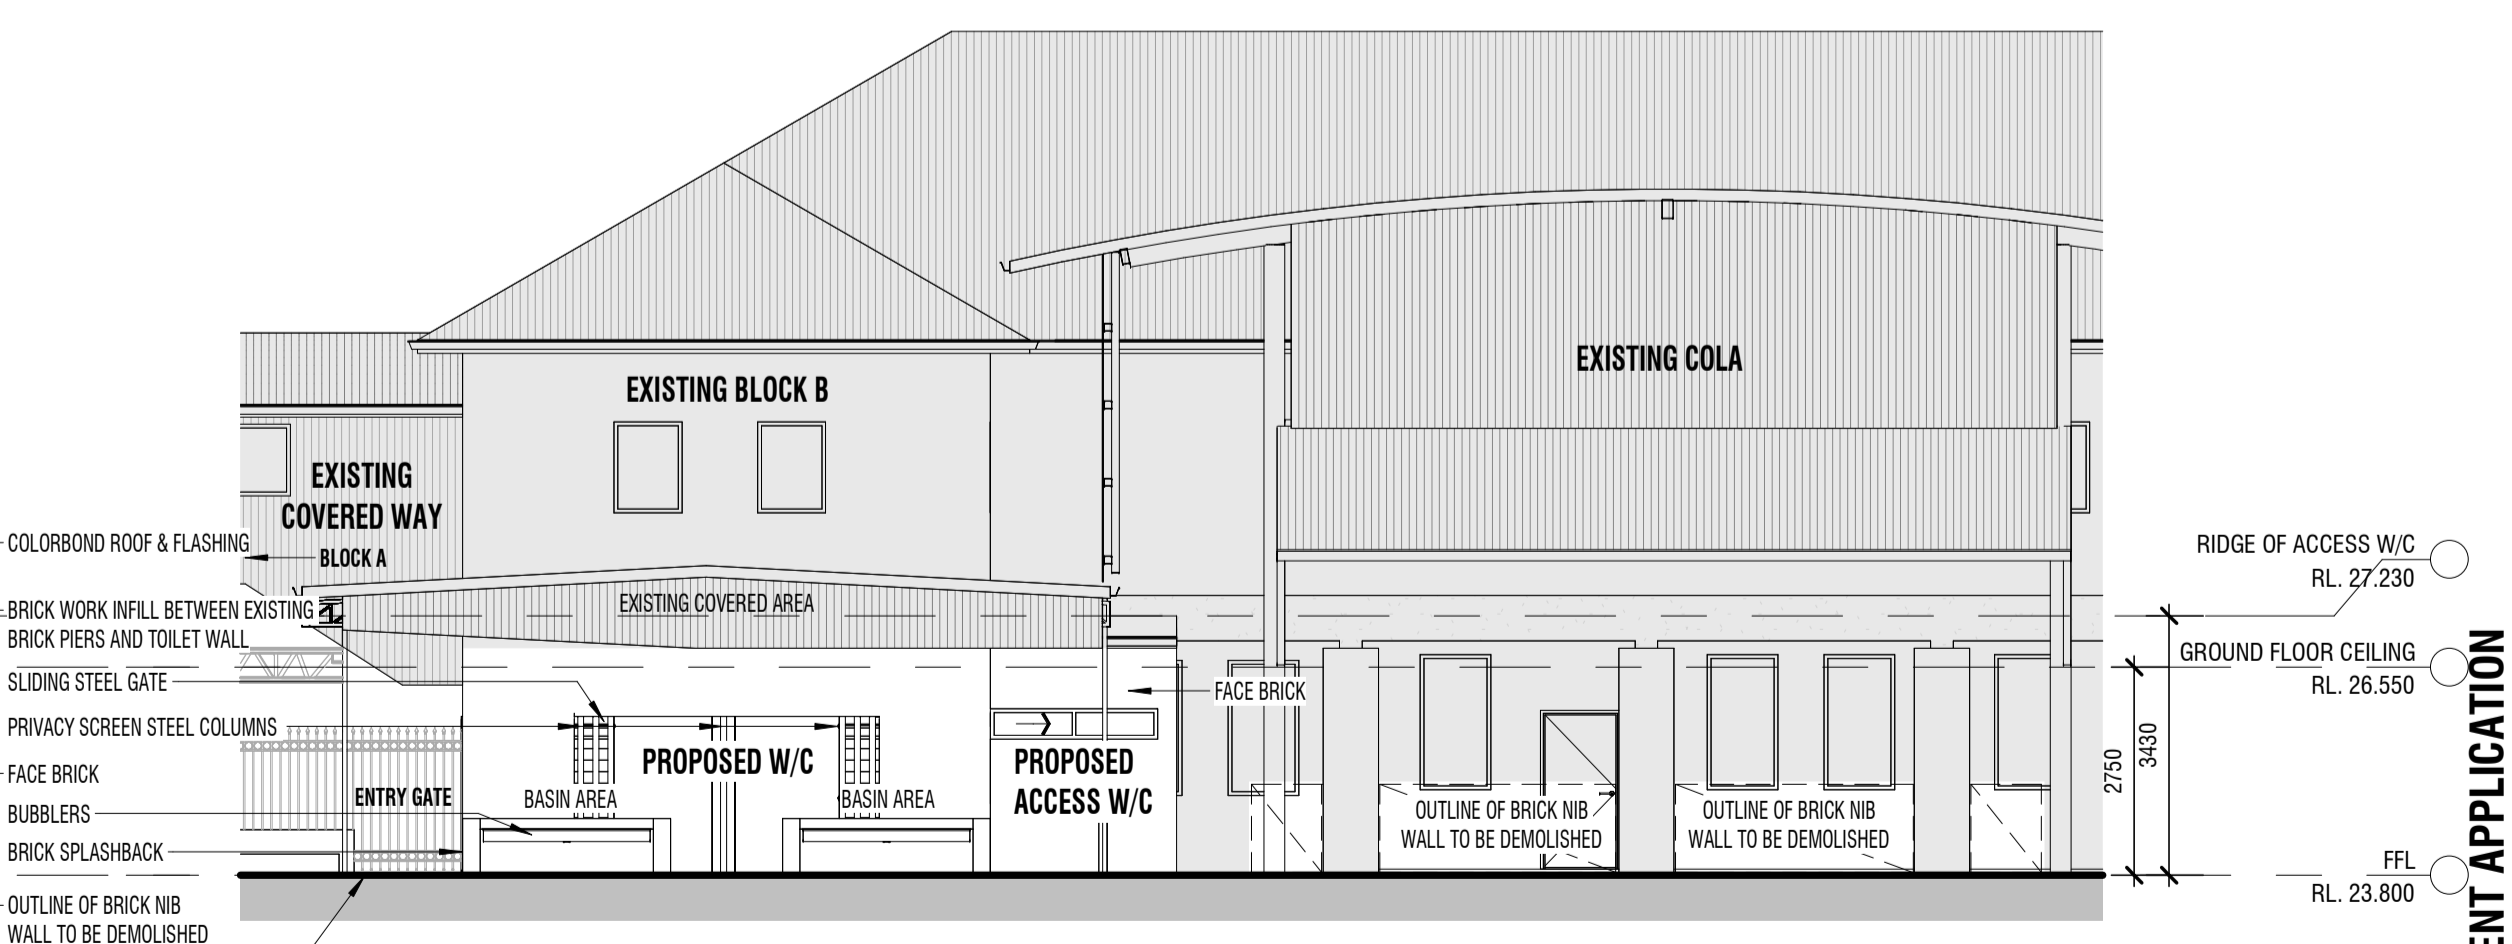 EXISTING BLOCK B
EXISTING COLA
EXISTING
COVERED WAY
BLOCK A
COLORBOND ROOF & FLASHING
BRICK WORK INFILL BETWEEN EXISTING
BRICK PIERS AND TOILET WALL
SLIDING STEEL GATE
PRIVACY SCREEN STEEL COLUMNS
FACE BRICK
BUBBLERS
BRICK SPLASHBACK
OUTLINE OF BRICK NIB
WALL TO BE DEMOLISHED
EXISTING COVERED AREA
ENTRY GATE
PROPOSED W/C
BASIN AREA
BASIN AREA
PROPOSED
ACCESS W/C
FACE BRICK
OUTLINE OF BRICK NIB
WALL TO BE DEMOLISHED
OUTLINE OF BRICK NIB
WALL TO BE DEMOLISHED
RIDGE OF ACCESS W/C
RL. 27.230
GROUND FLOOR CEILING
RL. 26.550
2750
3430
FFL
RL. 23.800
ENT APPLICATION